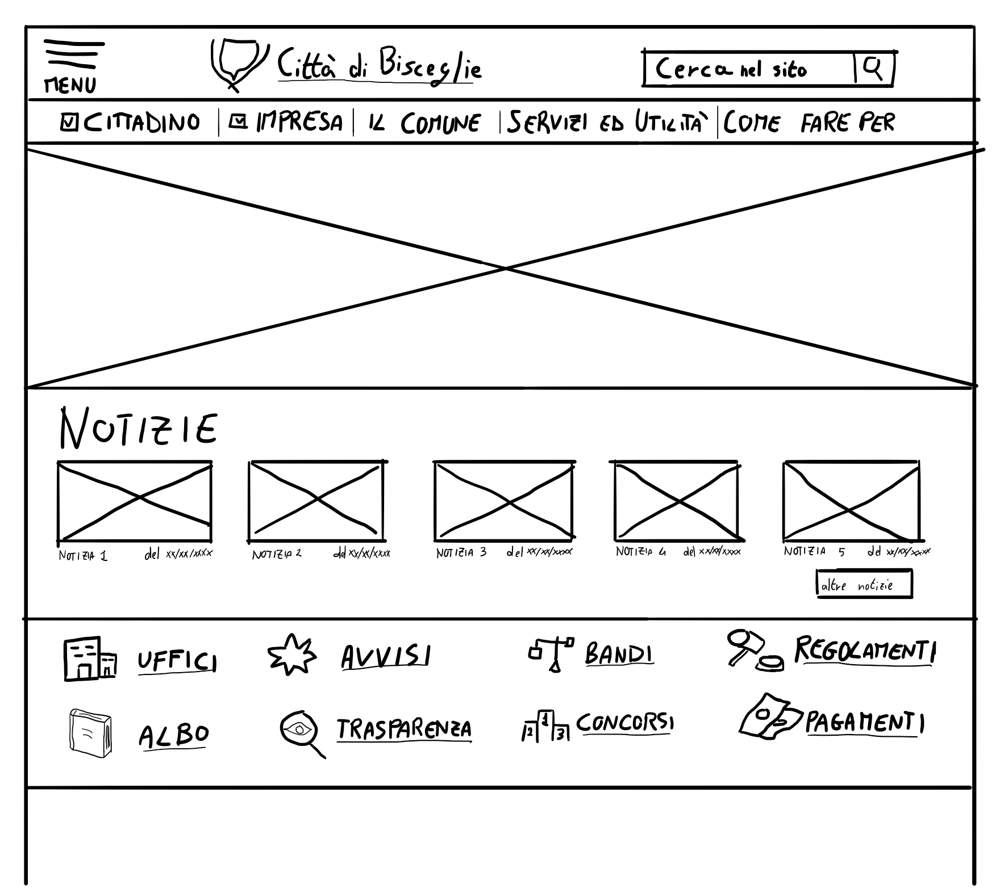 Città di Bisceglie
Cerca nel sito
MENU
CITTADINO IMPRESA IL COMUNE SERVIZI ED UTILITÀ COME FARE PER
NOTIZIE
NOTIZIA 1 del xx/xx/xxxx NOTIZIA 2 del xx/xx/xxxx NOTIZIA 3 del xx/xx/xxxx NOTIZIA 4 del xx/xx/xxxx NOTIZIA 5 del xx/xx/xxxx
altre notizie
UFFICI AVVISI BANDI REGOLAMENTI
ALBO TRASPARENZA 2 1 3 CONCORSI PAGAMENTI